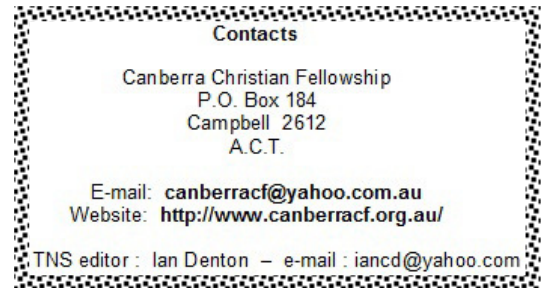 Contacts
Canberra Christian Fellowship
P.O. Box 184
Campbell  2612
A.C.T.
E-mail:  canberracf@yahoo.com.au
Website:  http://www.canberracf.org.au/
TNS editor :  Ian Denton  –  e-mail : iancd@yahoo.com